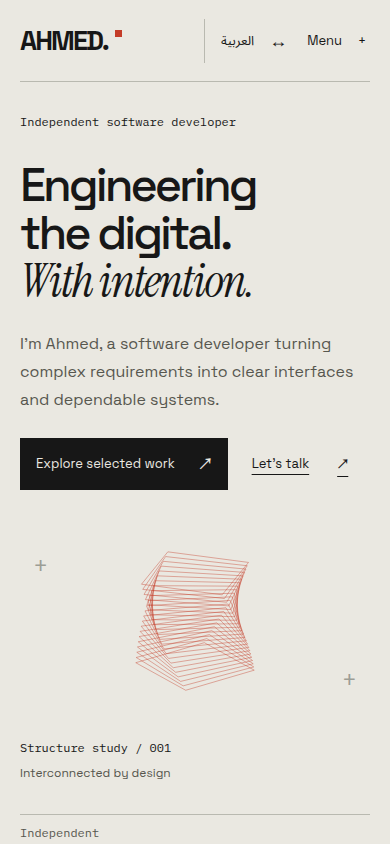 AHMED.
العربية ↔ Menu +
Independent software developer
Engineering
the digital.
With intention.
I'm Ahmed, a software developer turning
complex requirements into clear interfaces
and dependable systems.
Explore selected work ↗ Let's talk ↗
Structure study / 001
Interconnected by design
Independent